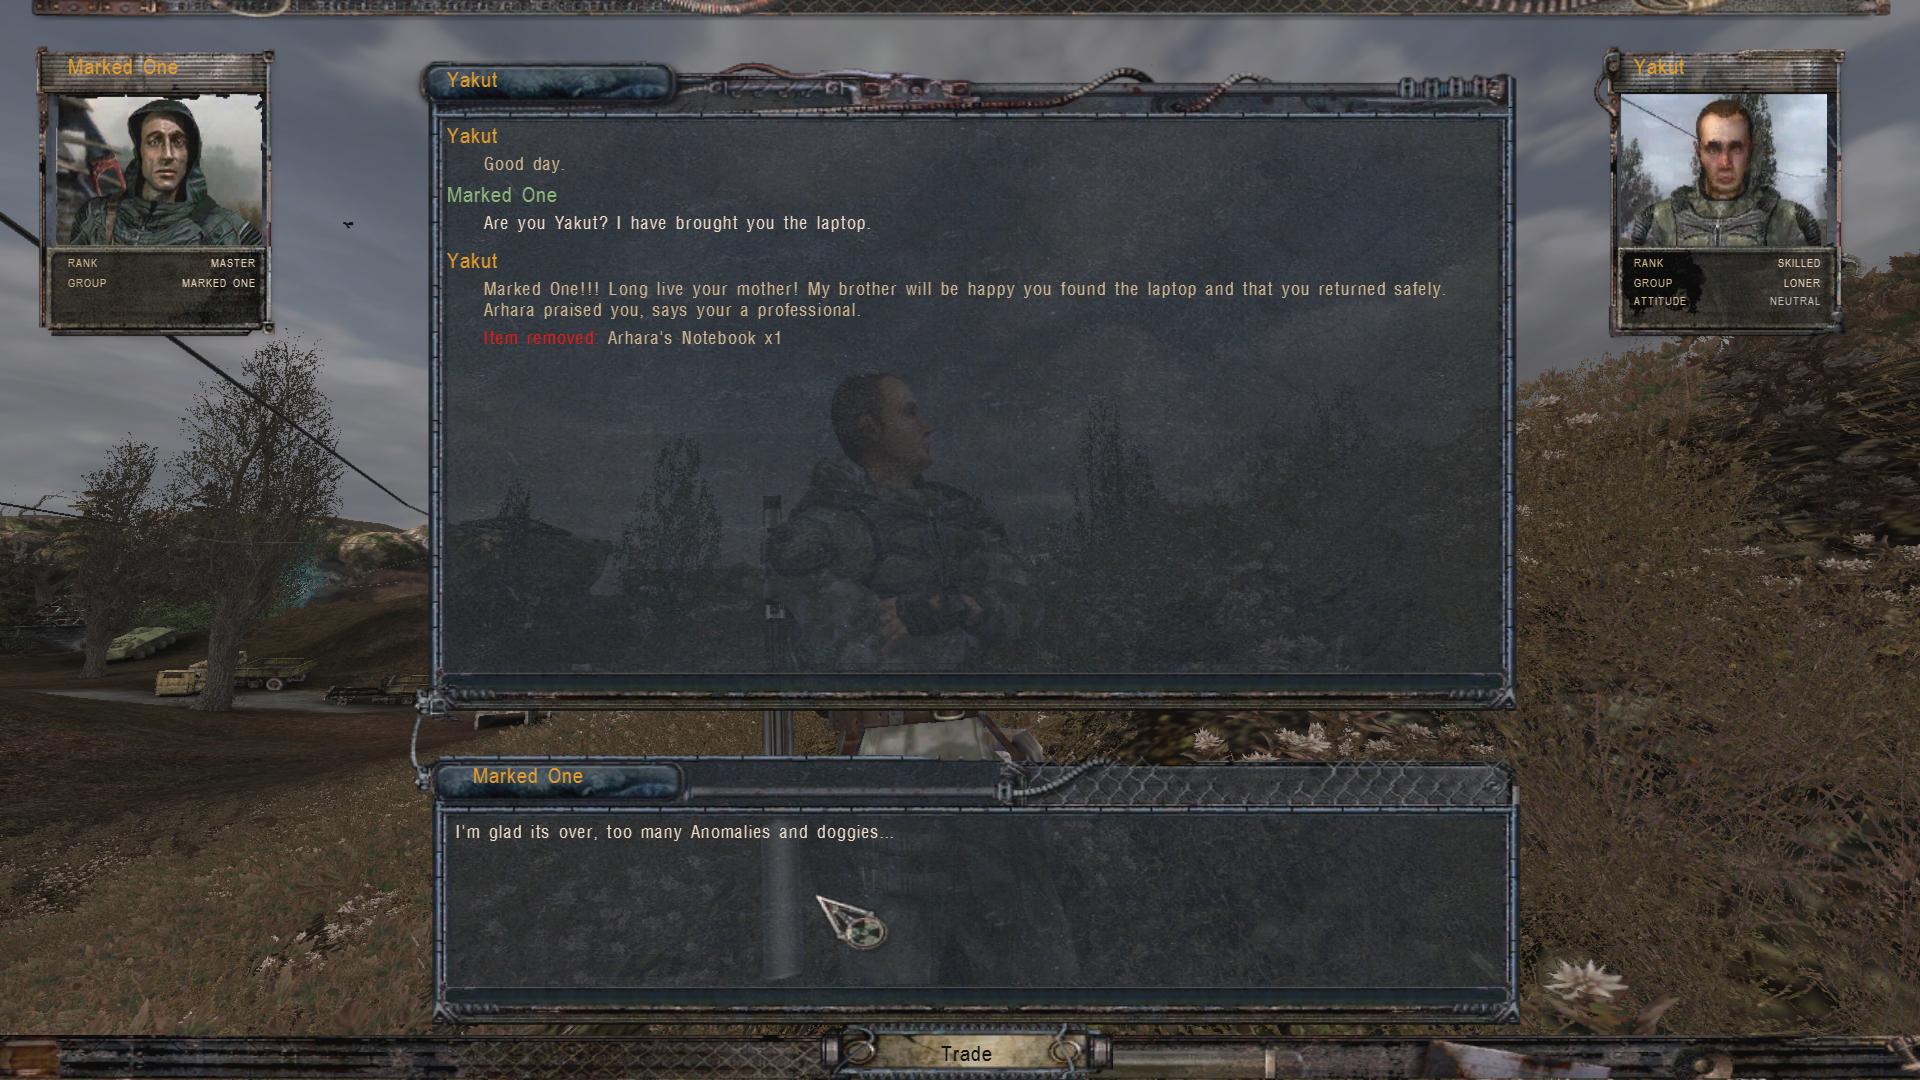 Marked One
RANK MASTER
GROUP MARKED ONE
Yakut
Yakut
Good day.
Marked One
Are you Yakut? I have brought you the laptop.
Yakut
Marked One!!! Long live your mother! My brother will be happy you found the laptop and that you returned safely.
Arhara praised you, says your a professional.
Item removed: Arhara's Notebook x1
Yakut
RANK SKILLED
GROUP LONER
ATTITUDE NEUTRAL
Marked One
I'm glad its over, too many Anomalies and doggies...
Trade